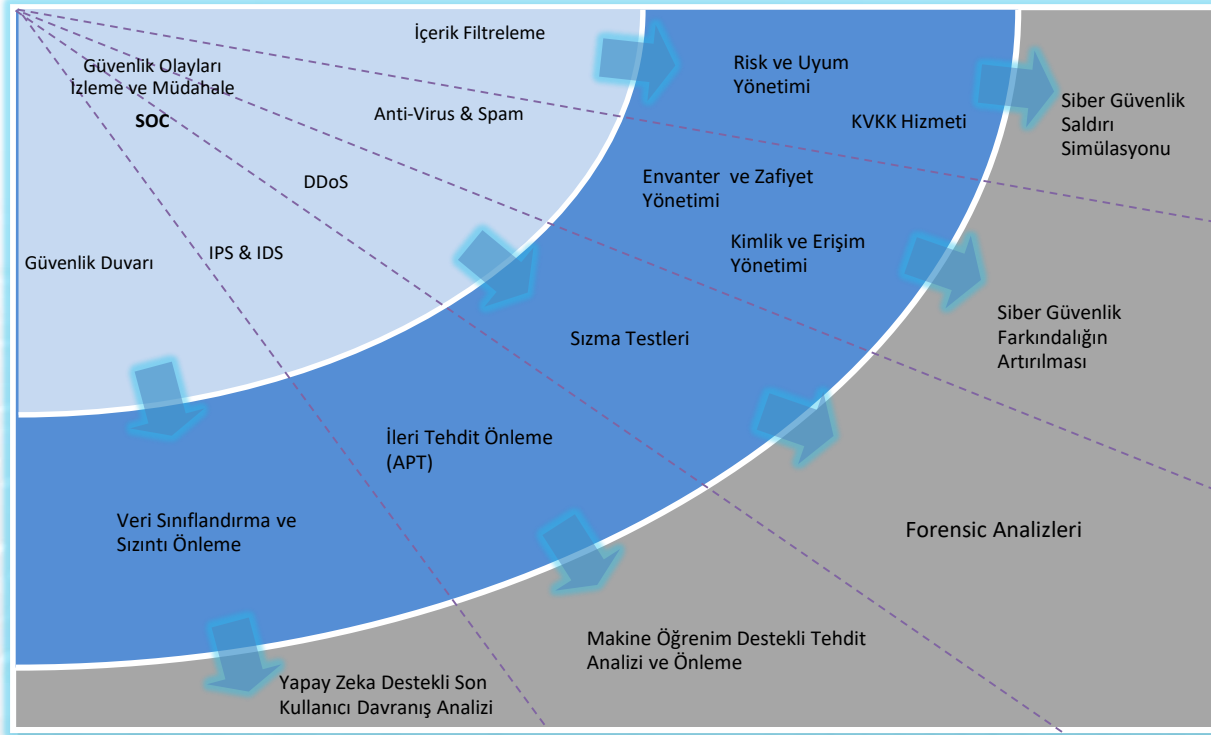 İçerik Filtreleme
Güvenlik Olayları
İzleme ve Müdahale
SOC
Anti-Virus & Spam
DDoS
IPS & IDS
Güvenlik Duvarı
Risk ve Uyum
Yönetimi
KVKK Hizmeti
Envanter ve Zafiyet
Yönetimi
Kimlik ve Erişim
Yönetimi
Sızma Testleri
İleri Tehdit Önleme
(APT)
Veri Sınıflandırma ve
Sızıntı Önleme
Siber Güvenlik
Saldırı
Simülasyonu
Siber Güvenlik
Farkındalığın
Artırılması
Forensic Analizleri
Makine Öğrenim Destekli Tehdit
Analizi ve Önleme
Yapay Zeka Destekli Son
Kullanıcı Davranış Analizi